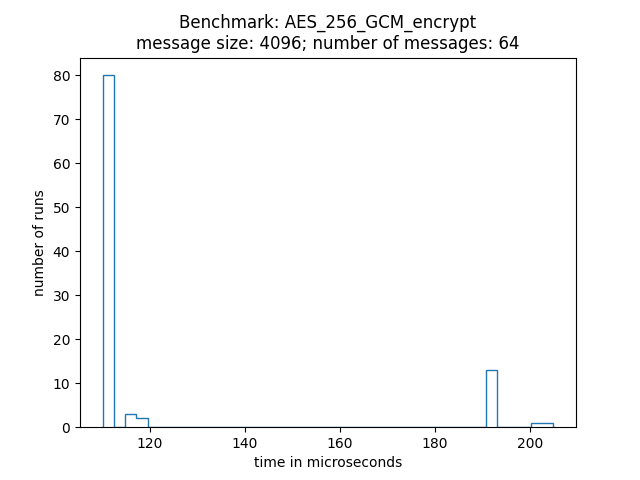 Benchmark: AES_256_GCM_encrypt
message size: 4096; number of messages: 64
80
70
60
50
40
30
20
10
0
number of runs
120 140 160 180 200
time in microseconds